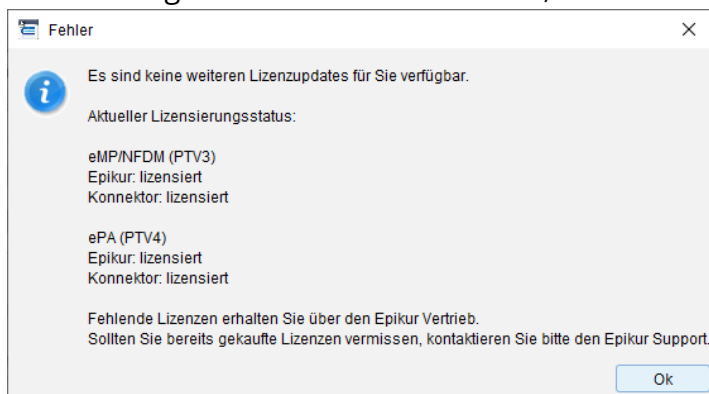 Fehler
Es sind keine weiteren Lizenzupdates für Sie verfügbar.
Aktueller Lizensierungsstatus:
eMP/NFDM (PTV3)
Epikur: lizensiert
Konnektor: lizensiert
ePA (PTV4)
Epikur: lizensiert
Konnektor: lizensiert
Fehlende Lizenzen erhalten Sie über den Epikur Vertrieb.
Sollten Sie bereits gekaufte Lizenzen vermissen, kontaktieren Sie bitte den Epikur Support.
Ok